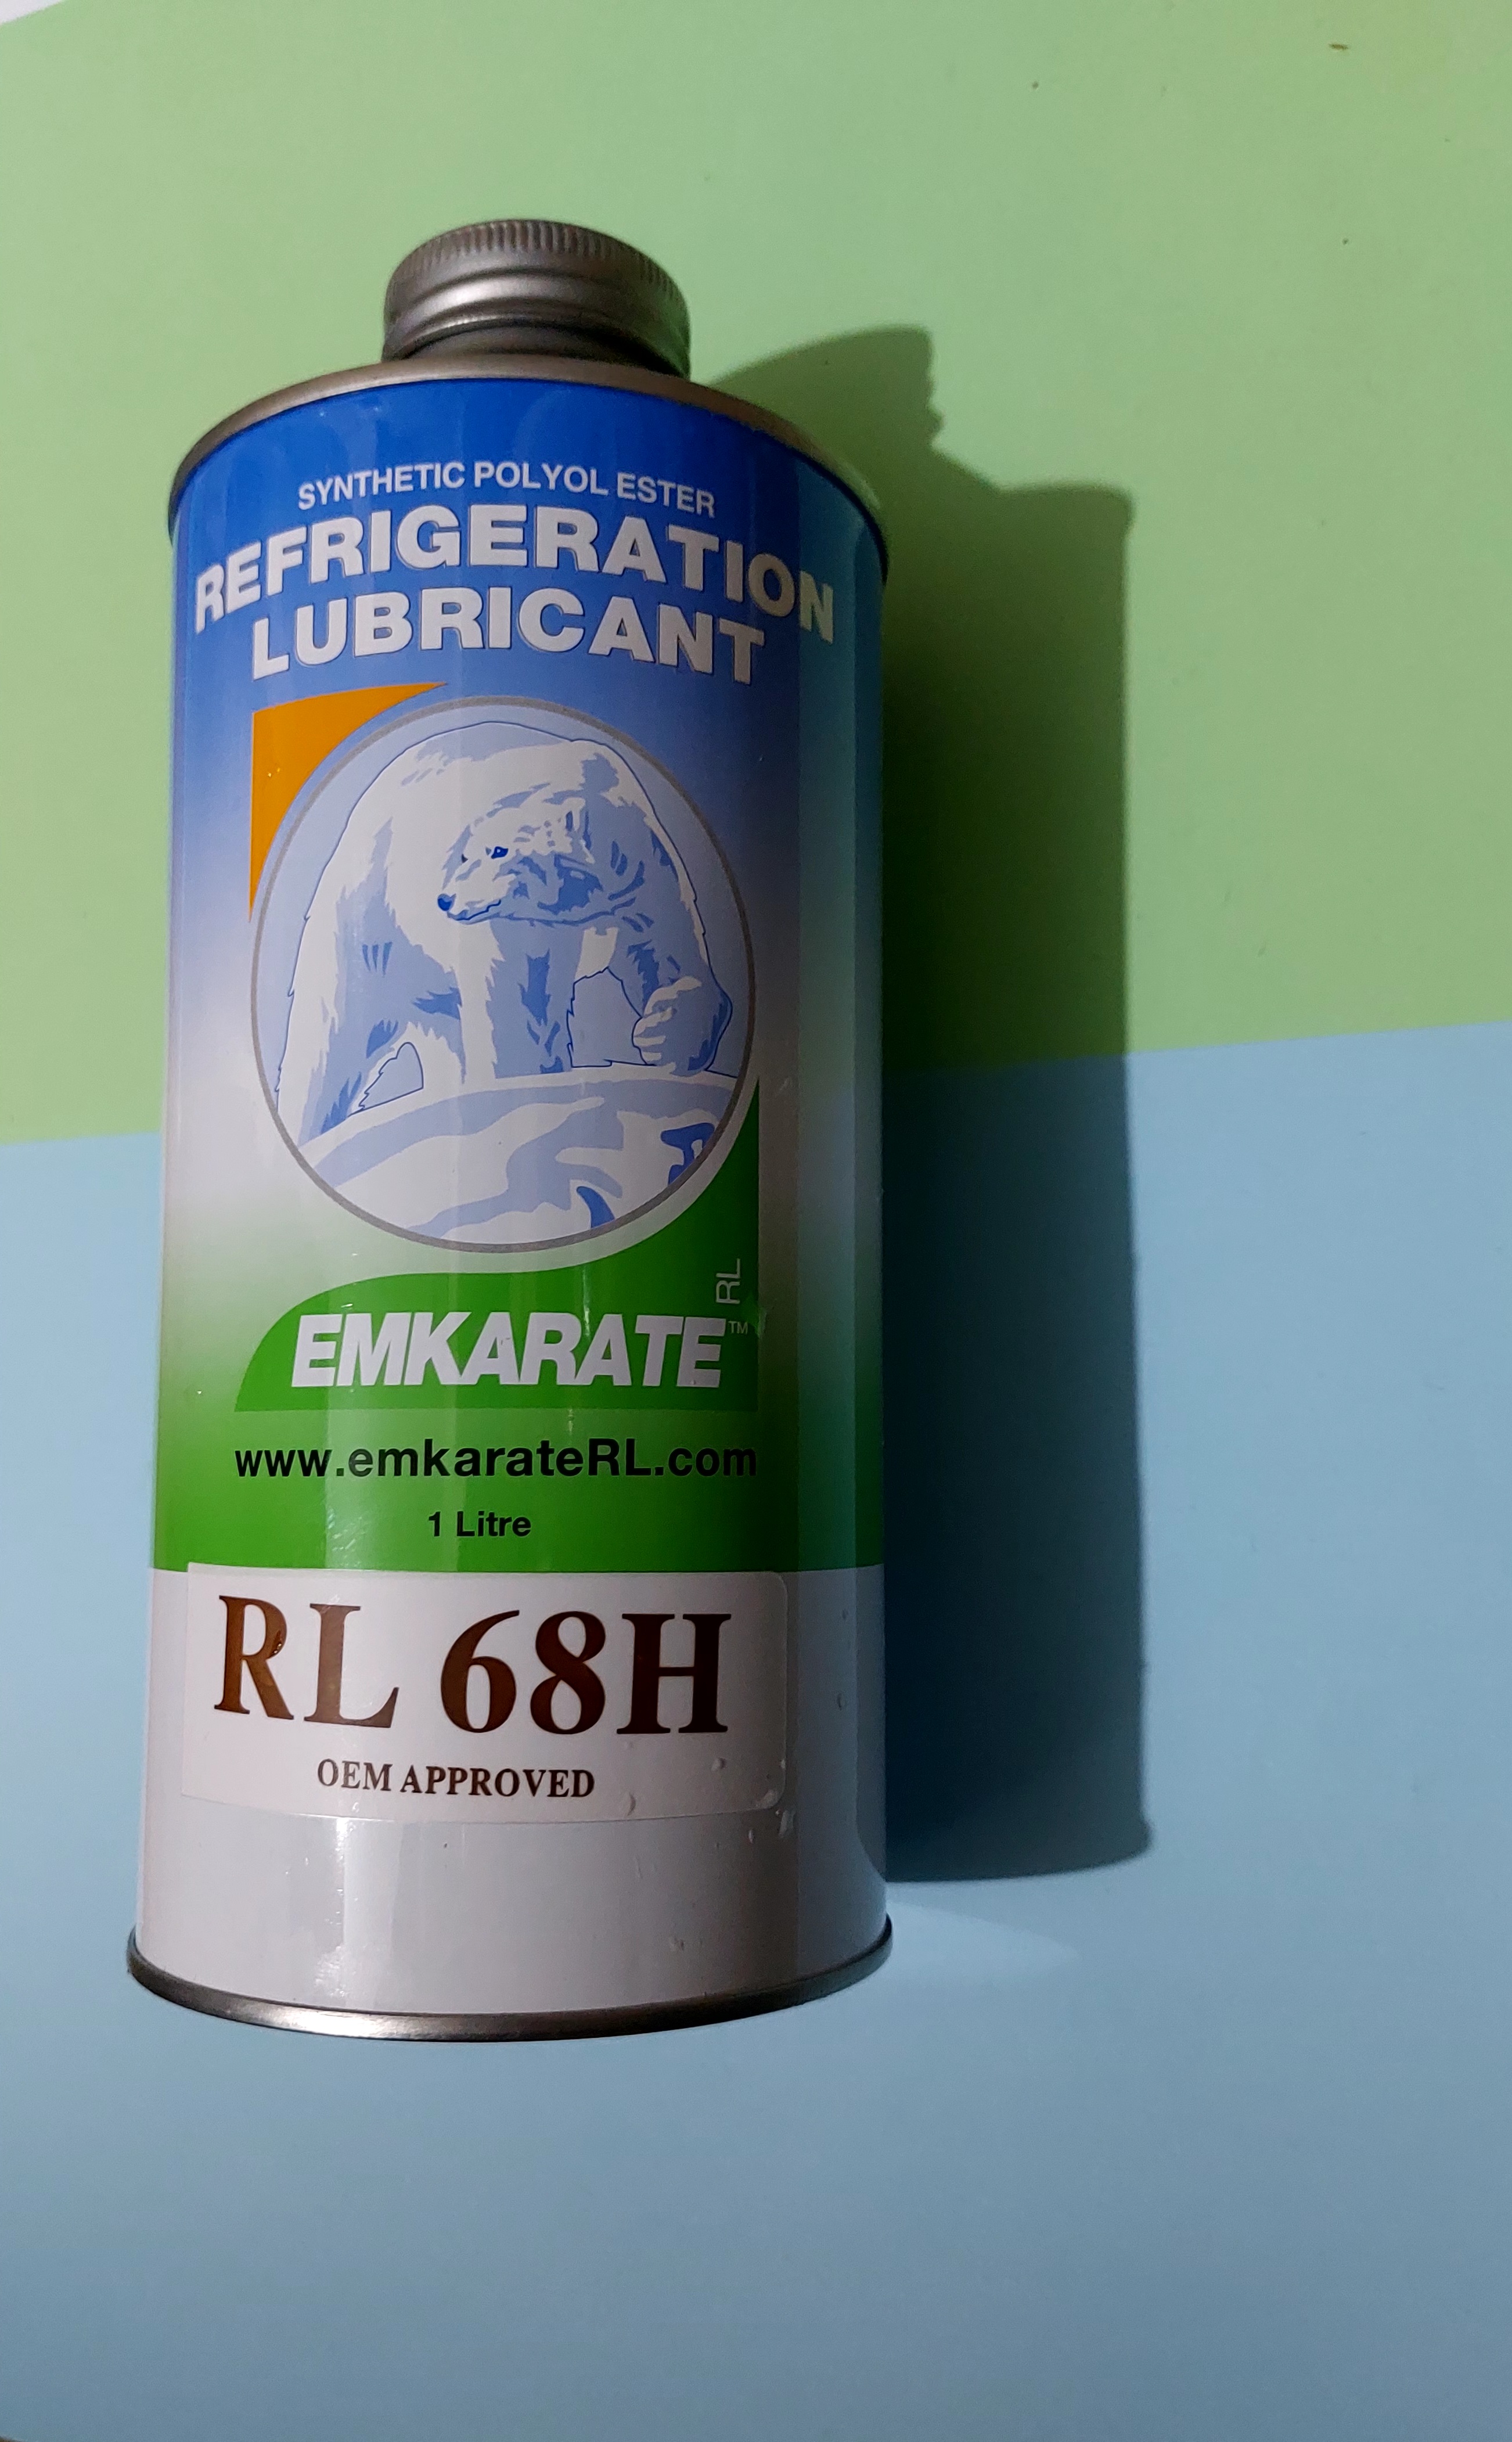 SYNTHETIC POLYOL ESTER
REFRIGERATION
LUBRICANT
RL
EMKARATE™
www.emkarateRL.com
1 Litre
RL 68H
OEM APPROVED